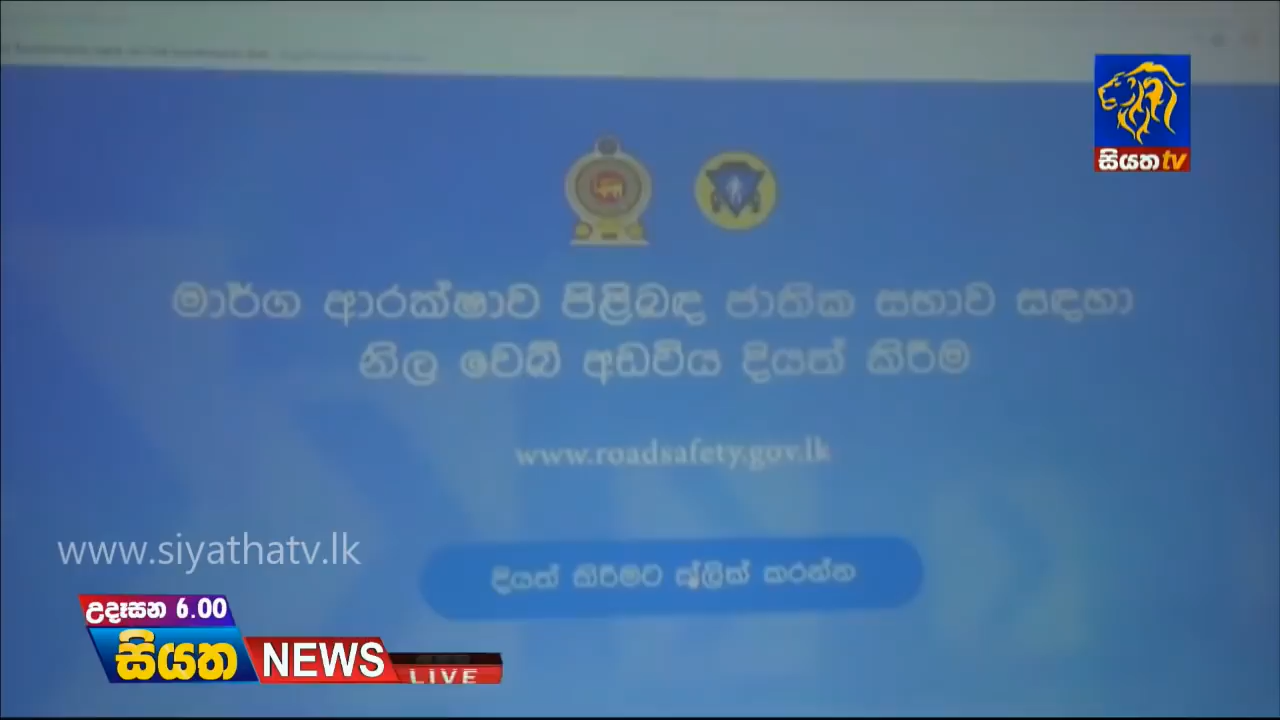 සියත tv
මාර්ග ආරක්ෂාව පිළිබඳ ජාතික සභාව සඳහා
නිල වෙබ් අඩවිය දියත් කිරීම
www.roadsafety.gov.lk
දියත් කිරීමට ක්ලික් කරන්න
www.siyathatv.lk
උදෑසන 6.00
සියත NEWS
LIVE